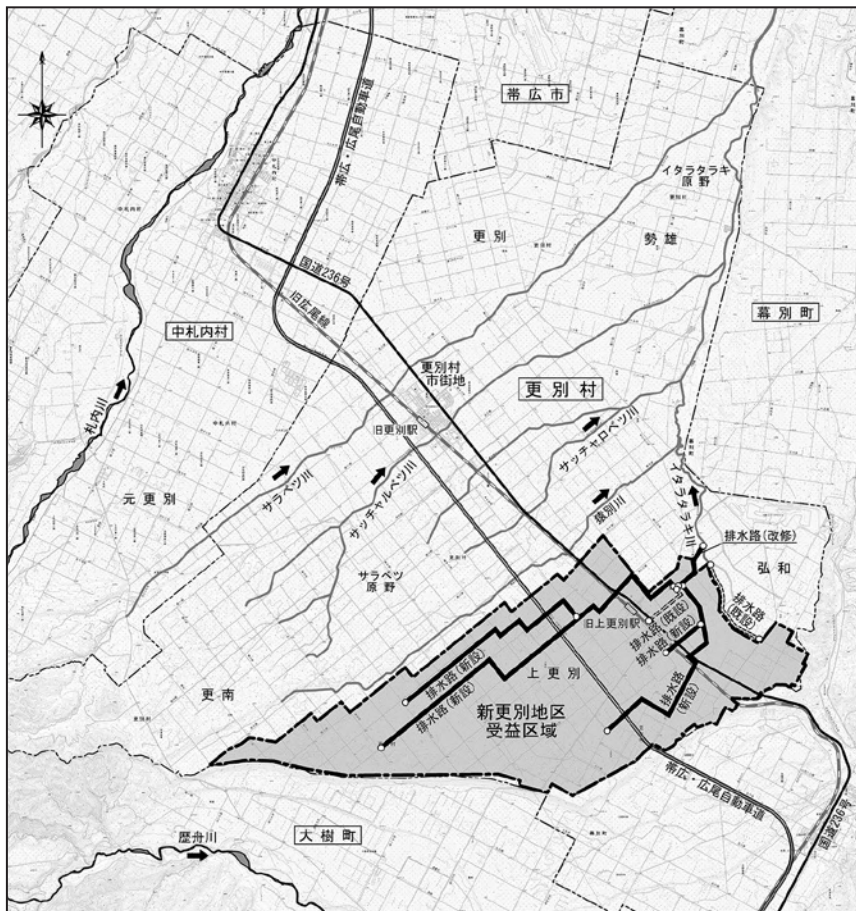 帯広市
帯広・広尾自動車道
イタラタラキ
原野
更別
勢雄
国道236号
旧広尾線
幕別町
中札内村
札内川
更別村
市街地
更別村
旧更別駅
サッチャロベツ川
サラベツ川
サッチャルベツ川
元更別
猿別川
イタラタラキ川
排水路(改修)
サラベツ
原野
弘和
排水路
(既設)
旧上更別駅
排水路(既設)
排水路(新設)
上更別
排水路(新設)
排水路(新設)
排水路
(新設)
更南
新更別地区
受益区域
帯広・広尾自動車道
国道236号
大樹町
歴舟川